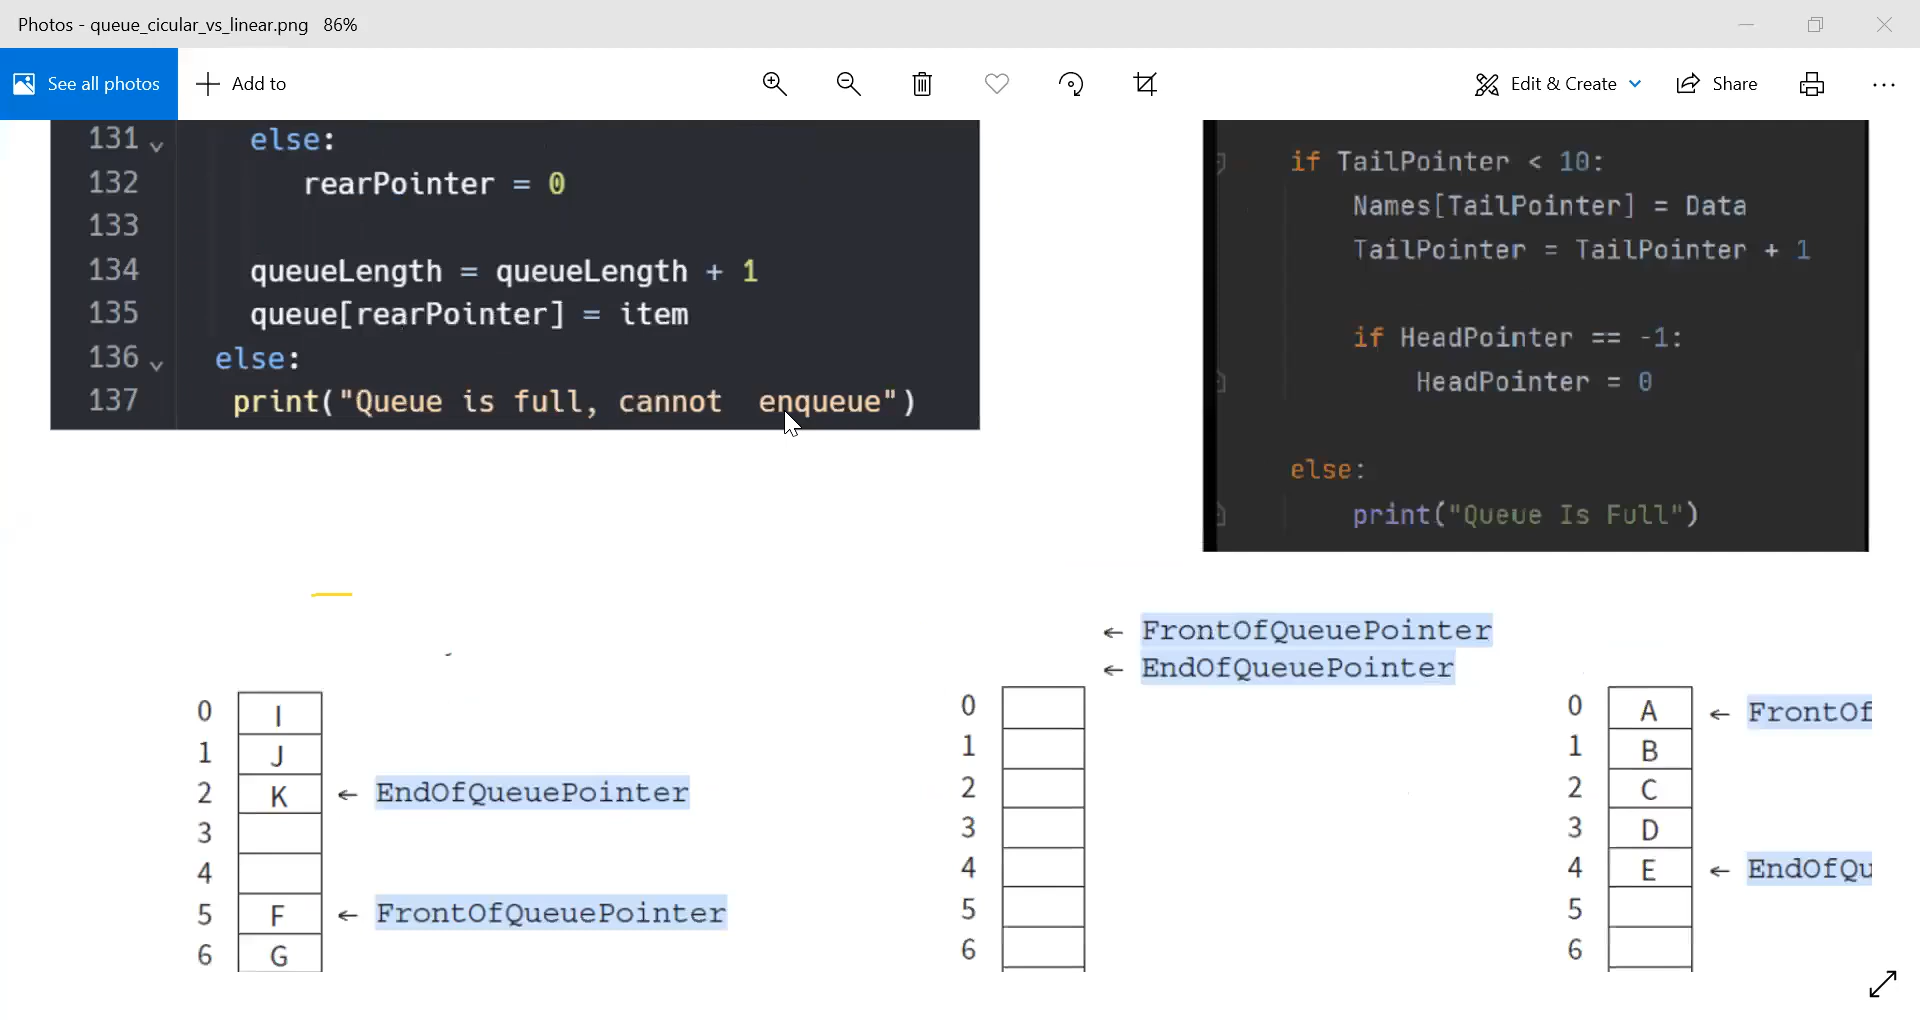 Photos - queue_cicular_vs_linear.png 86%
See all photos
Add to
Edit & Create
Share
131 else:
132 rearPointer = 0
133
134 queueLength = queueLength + 1
135 queue[rearPointer] = item
136 else:
137 print("Queue is full, cannot  enqueue")
if TailPointer < 10:
Names[TailPointer] = Data
TailPointer = TailPointer + 1
if HeadPointer == -1:
HeadPointer = 0
else:
print("Queue Is Full")
0 I
1 J
2 K ← EndOfQueuePointer
3
4
5 F ← FrontOfQueuePointer
6 G
← FrontOfQueuePointer
← EndOfQueuePointer
0
1
2
3
4
5
6
0 A ← FrontOf
1 B
2 C
3 D
4 E ← EndOfQu
5
6